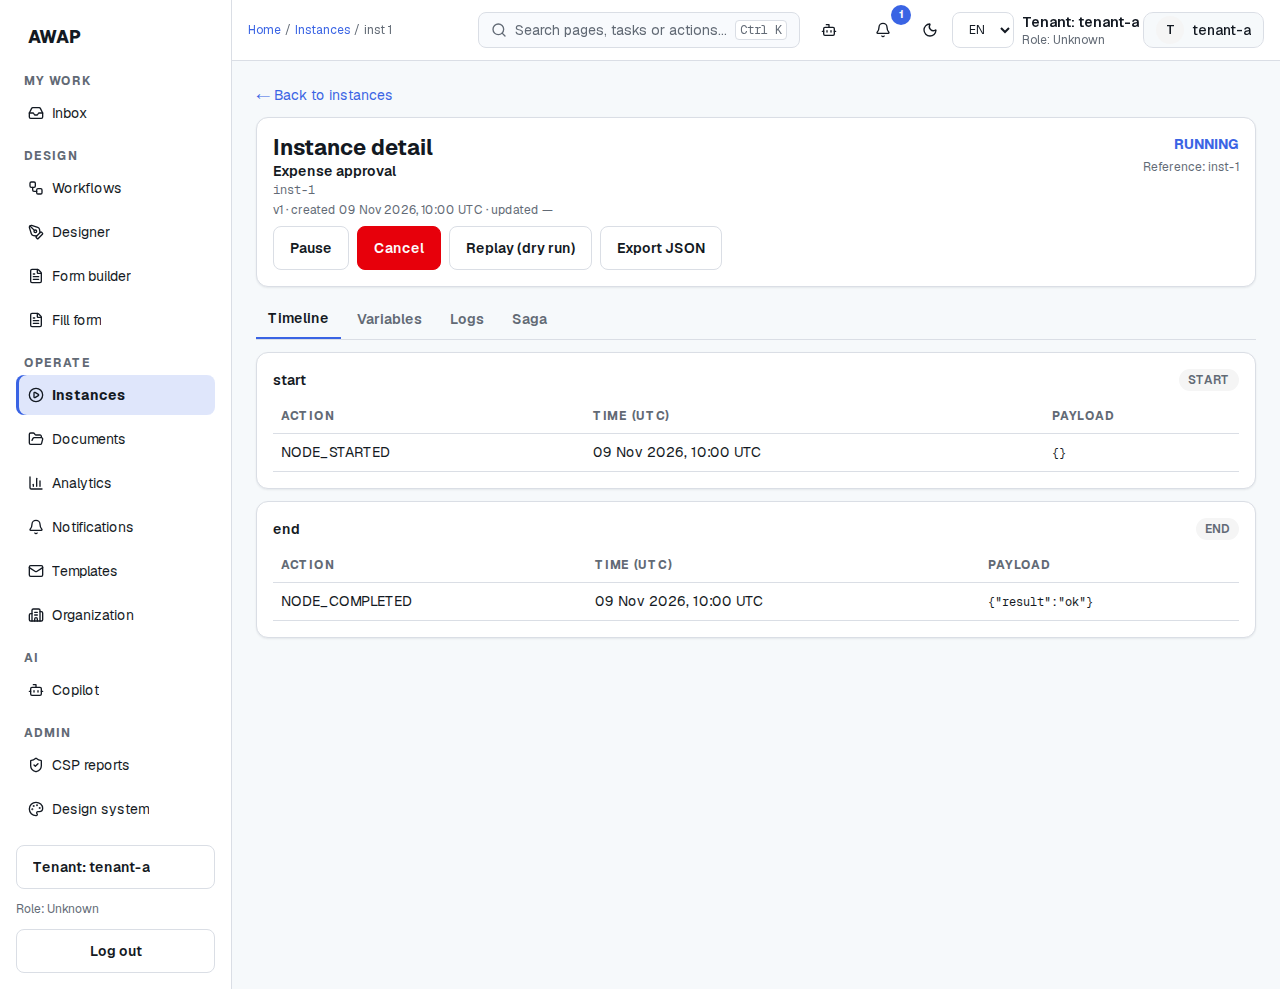 AWAP
MY WORK
Inbox
DESIGN
Workflows
Designer
Form builder
Fill form
OPERATE
Instances
Documents
Analytics
Notifications
Templates
Organization
AI
Copilot
ADMIN
CSP reports
Design system
Tenant: tenant-a
Role: Unknown
Log out
Home / Instances / inst 1
Search pages, tasks or actions... Ctrl K
1
EN
Tenant: tenant-a
Role: Unknown
T tenant-a
← Back to instances
Instance detail
RUNNING
Expense approval
Reference: inst-1
inst-1
v1 · created 09 Nov 2026, 10:00 UTC · updated —
Pause Cancel Replay (dry run) Export JSON
Timeline Variables Logs Saga
start START
ACTION TIME (UTC) PAYLOAD
NODE_STARTED 09 Nov 2026, 10:00 UTC {}
end END
ACTION TIME (UTC) PAYLOAD
NODE_COMPLETED 09 Nov 2026, 10:00 UTC {"result":"ok"}